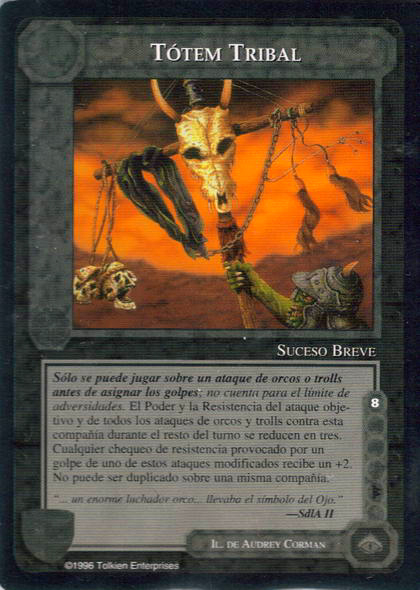 TÓTEM TRIBAL
SUCESO BREVE
Sólo se puede jugar sobre un ataque de orcos o trolls
antes de asignar los golpes; no cuenta para el límite de
adversidades. El Poder y la Resistencia del ataque obje-
tivo y de todos los ataques de orcos y trolls contra esta
compañía durante el resto del turno se reducen en tres.
Cualquier chequeo de resistencia provocado por un
golpe de uno de estos ataques modificados recibe un +2.
No puede ser duplicado sobre una misma compañía.
8
"... un enorme luchador orco... llevaba el símbolo del Ojo."
—SdlA II
IL. DE AUDREY CORMAN
©1996 Tolkien Enterprises